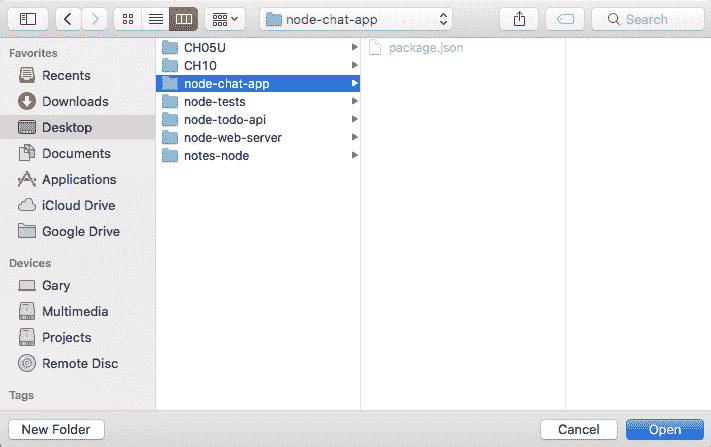 node-chat-app
Search
Favorites
Recents
Downloads
Desktop
Documents
Applications
iCloud Drive
Google Drive
Devices
Gary
Multimedia
Projects
Remote Disc
Tags
CH05U
CH10
node-chat-app
node-tests
node-todo-api
node-web-server
notes-node
package.json
New Folder
Cancel
Open